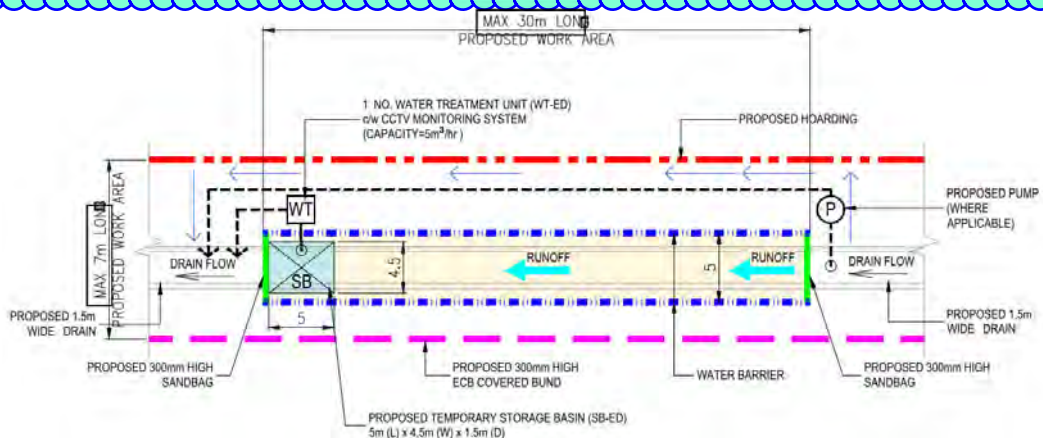 MAX 30m LONG
PROPOSED WORK AREA
1 NO. WATER TREATMENT UNIT (WT-ED)
c/w CCTV MONITORING SYSTEM
(CAPACITY=5m³/hr )
PROPOSED HOARDING
MAX 7m LONG
PROPOSED WORK AREA
WT
P
PROPOSED PUMP
(WHERE
APPLICABLE)
DRAIN FLOW
SB
4.5
5
RUNOFF
RUNOFF
5
DRAIN FLOW
PROPOSED 1.5m
WIDE DRAIN
PROPOSED 1.5m
WIDE DRAIN
PROPOSED 300mm HIGH
SANDBAG
PROPOSED 300mm HIGH
ECB COVERED BUND
WATER BARRIER
PROPOSED 300mm HIGH
SANDBAG
PROPOSED TEMPORARY STORAGE BASIN (SB-ED)
5m (L) x 4.5m (W) x 1.5m (D)